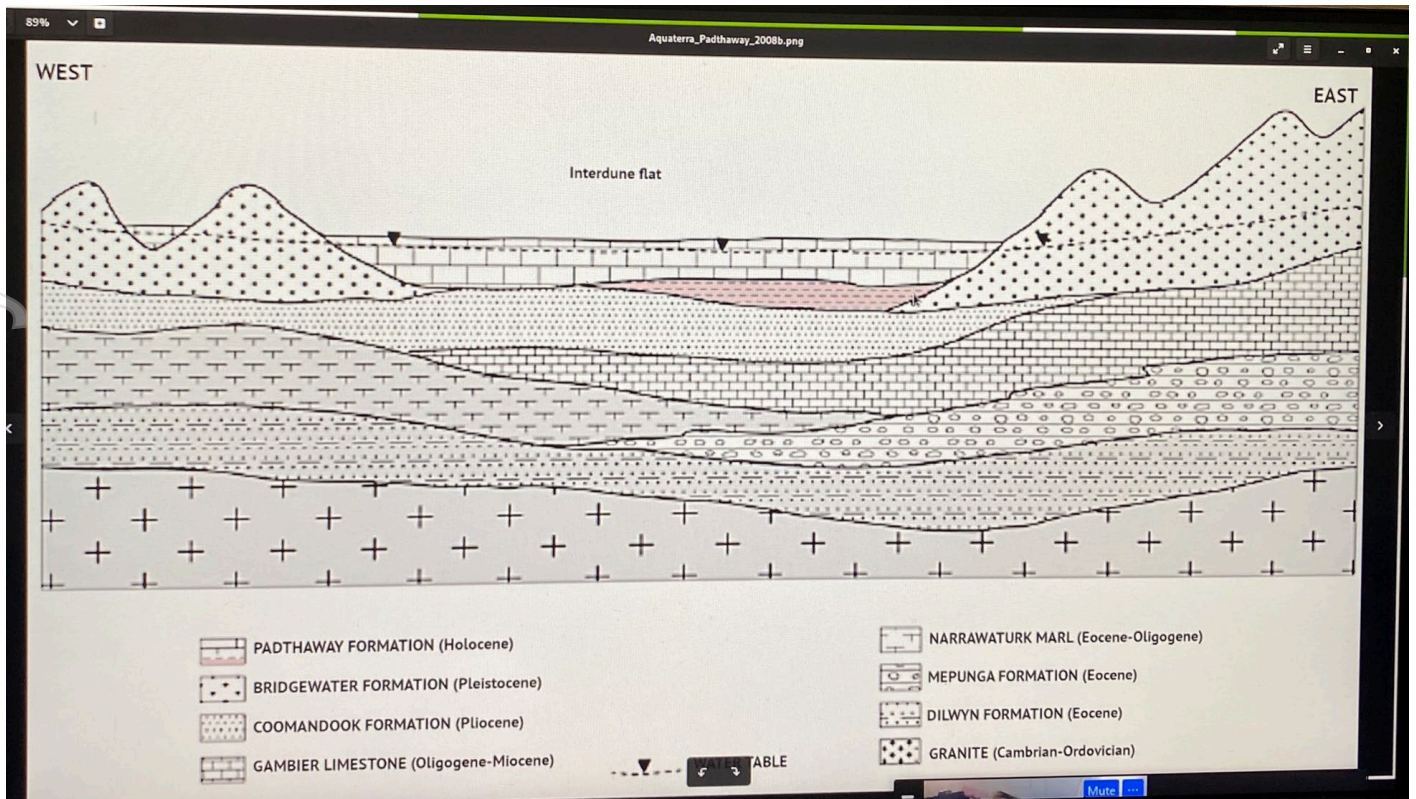 89%
Aquaterra_Padthaway_2008b.png
WEST
EAST
Interdune flat
PADTHAWAY FORMATION (Holocene)
BRIDGEWATER FORMATION (Pleistocene)
COOMANDOOK FORMATION (Pliocene)
GAMBIER LIMESTONE (Oligogene-Miocene)
WATER TABLE
NARRAWATURK MARL (Eocene-Oligogene)
MEPUNGA FORMATION (Eocene)
DILWYN FORMATION (Eocene)
GRANITE (Cambrian-Ordovician)
Mute